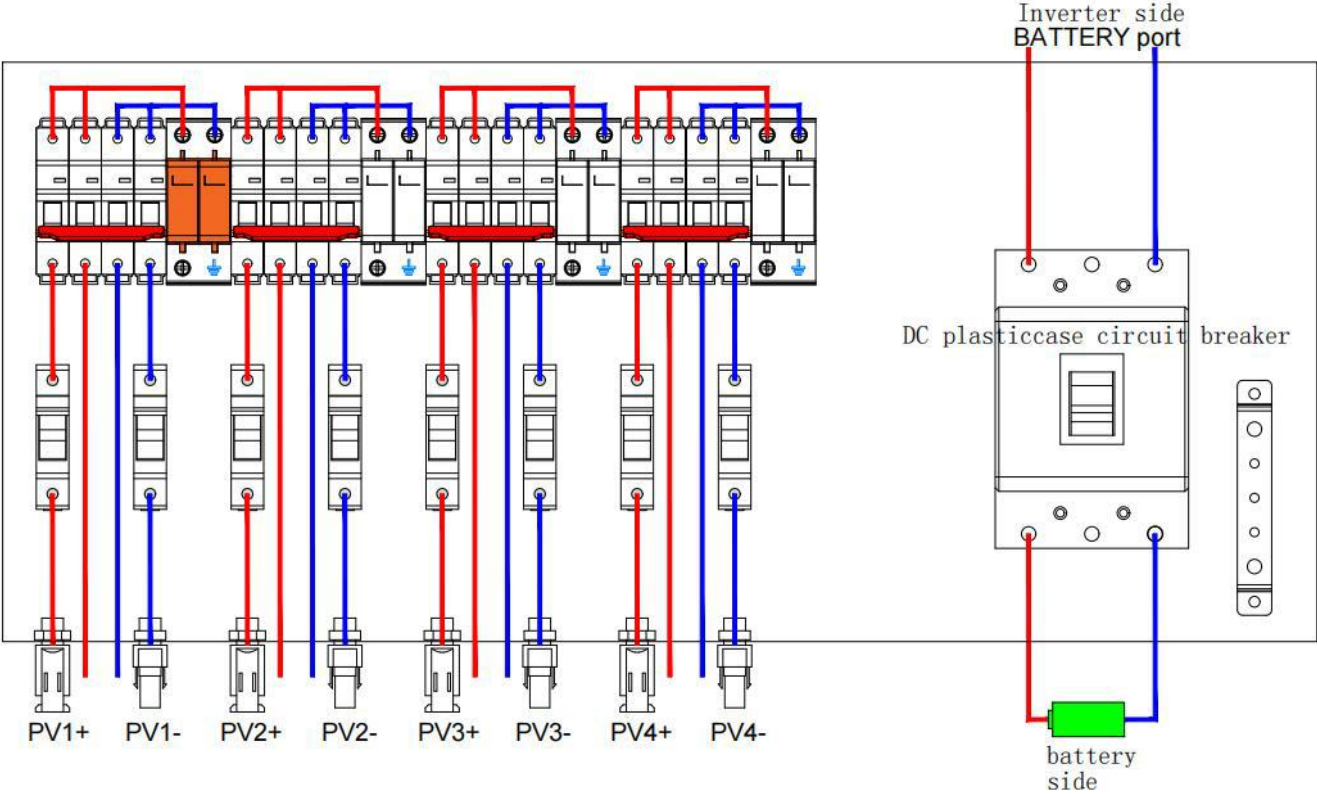 Inverter side
BATTERY port
DC plasticcase circuit breaker
PV1+ PV1- PV2+ PV2- PV3+ PV3- PV4+ PV4-
battery
side